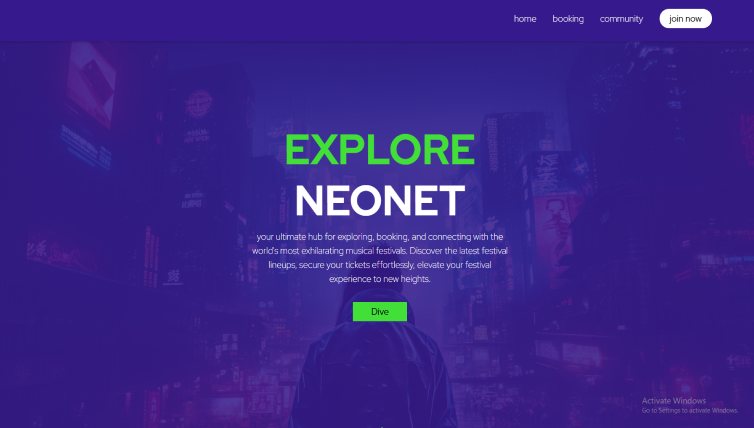 home booking community join now
EXPLORE
NEONET
your ultimate hub for exploring, booking, and connecting with the
world's most exhilarating musical festivals. Discover the latest festival
lineups, secure your tickets effortlessly, elevate your festival
experience to new heights.
Dive
Activate Windows
Go to Settings to activate Windows.